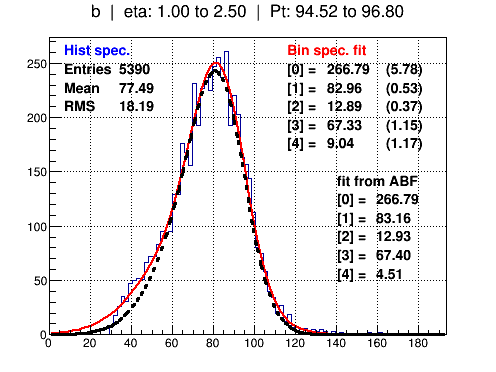 b | eta: 1.00 to 2.50 | Pt: 94.52 to 96.80
Hist spec.
Entries 5390
Mean 77.49
RMS 18.19
Bin spec. fit
[0] = 266.79 (5.78)
[1] = 82.96 (0.53)
[2] = 12.89 (0.37)
[3] = 67.33 (1.15)
[4] = 9.04 (1.17)
fit from ABF
[0] = 266.79
[1] = 83.16
[2] = 12.93
[3] = 67.40
[4] = 4.51
250
200
150
100
50
0
0 20 40 60 80 100 120 140 160 180